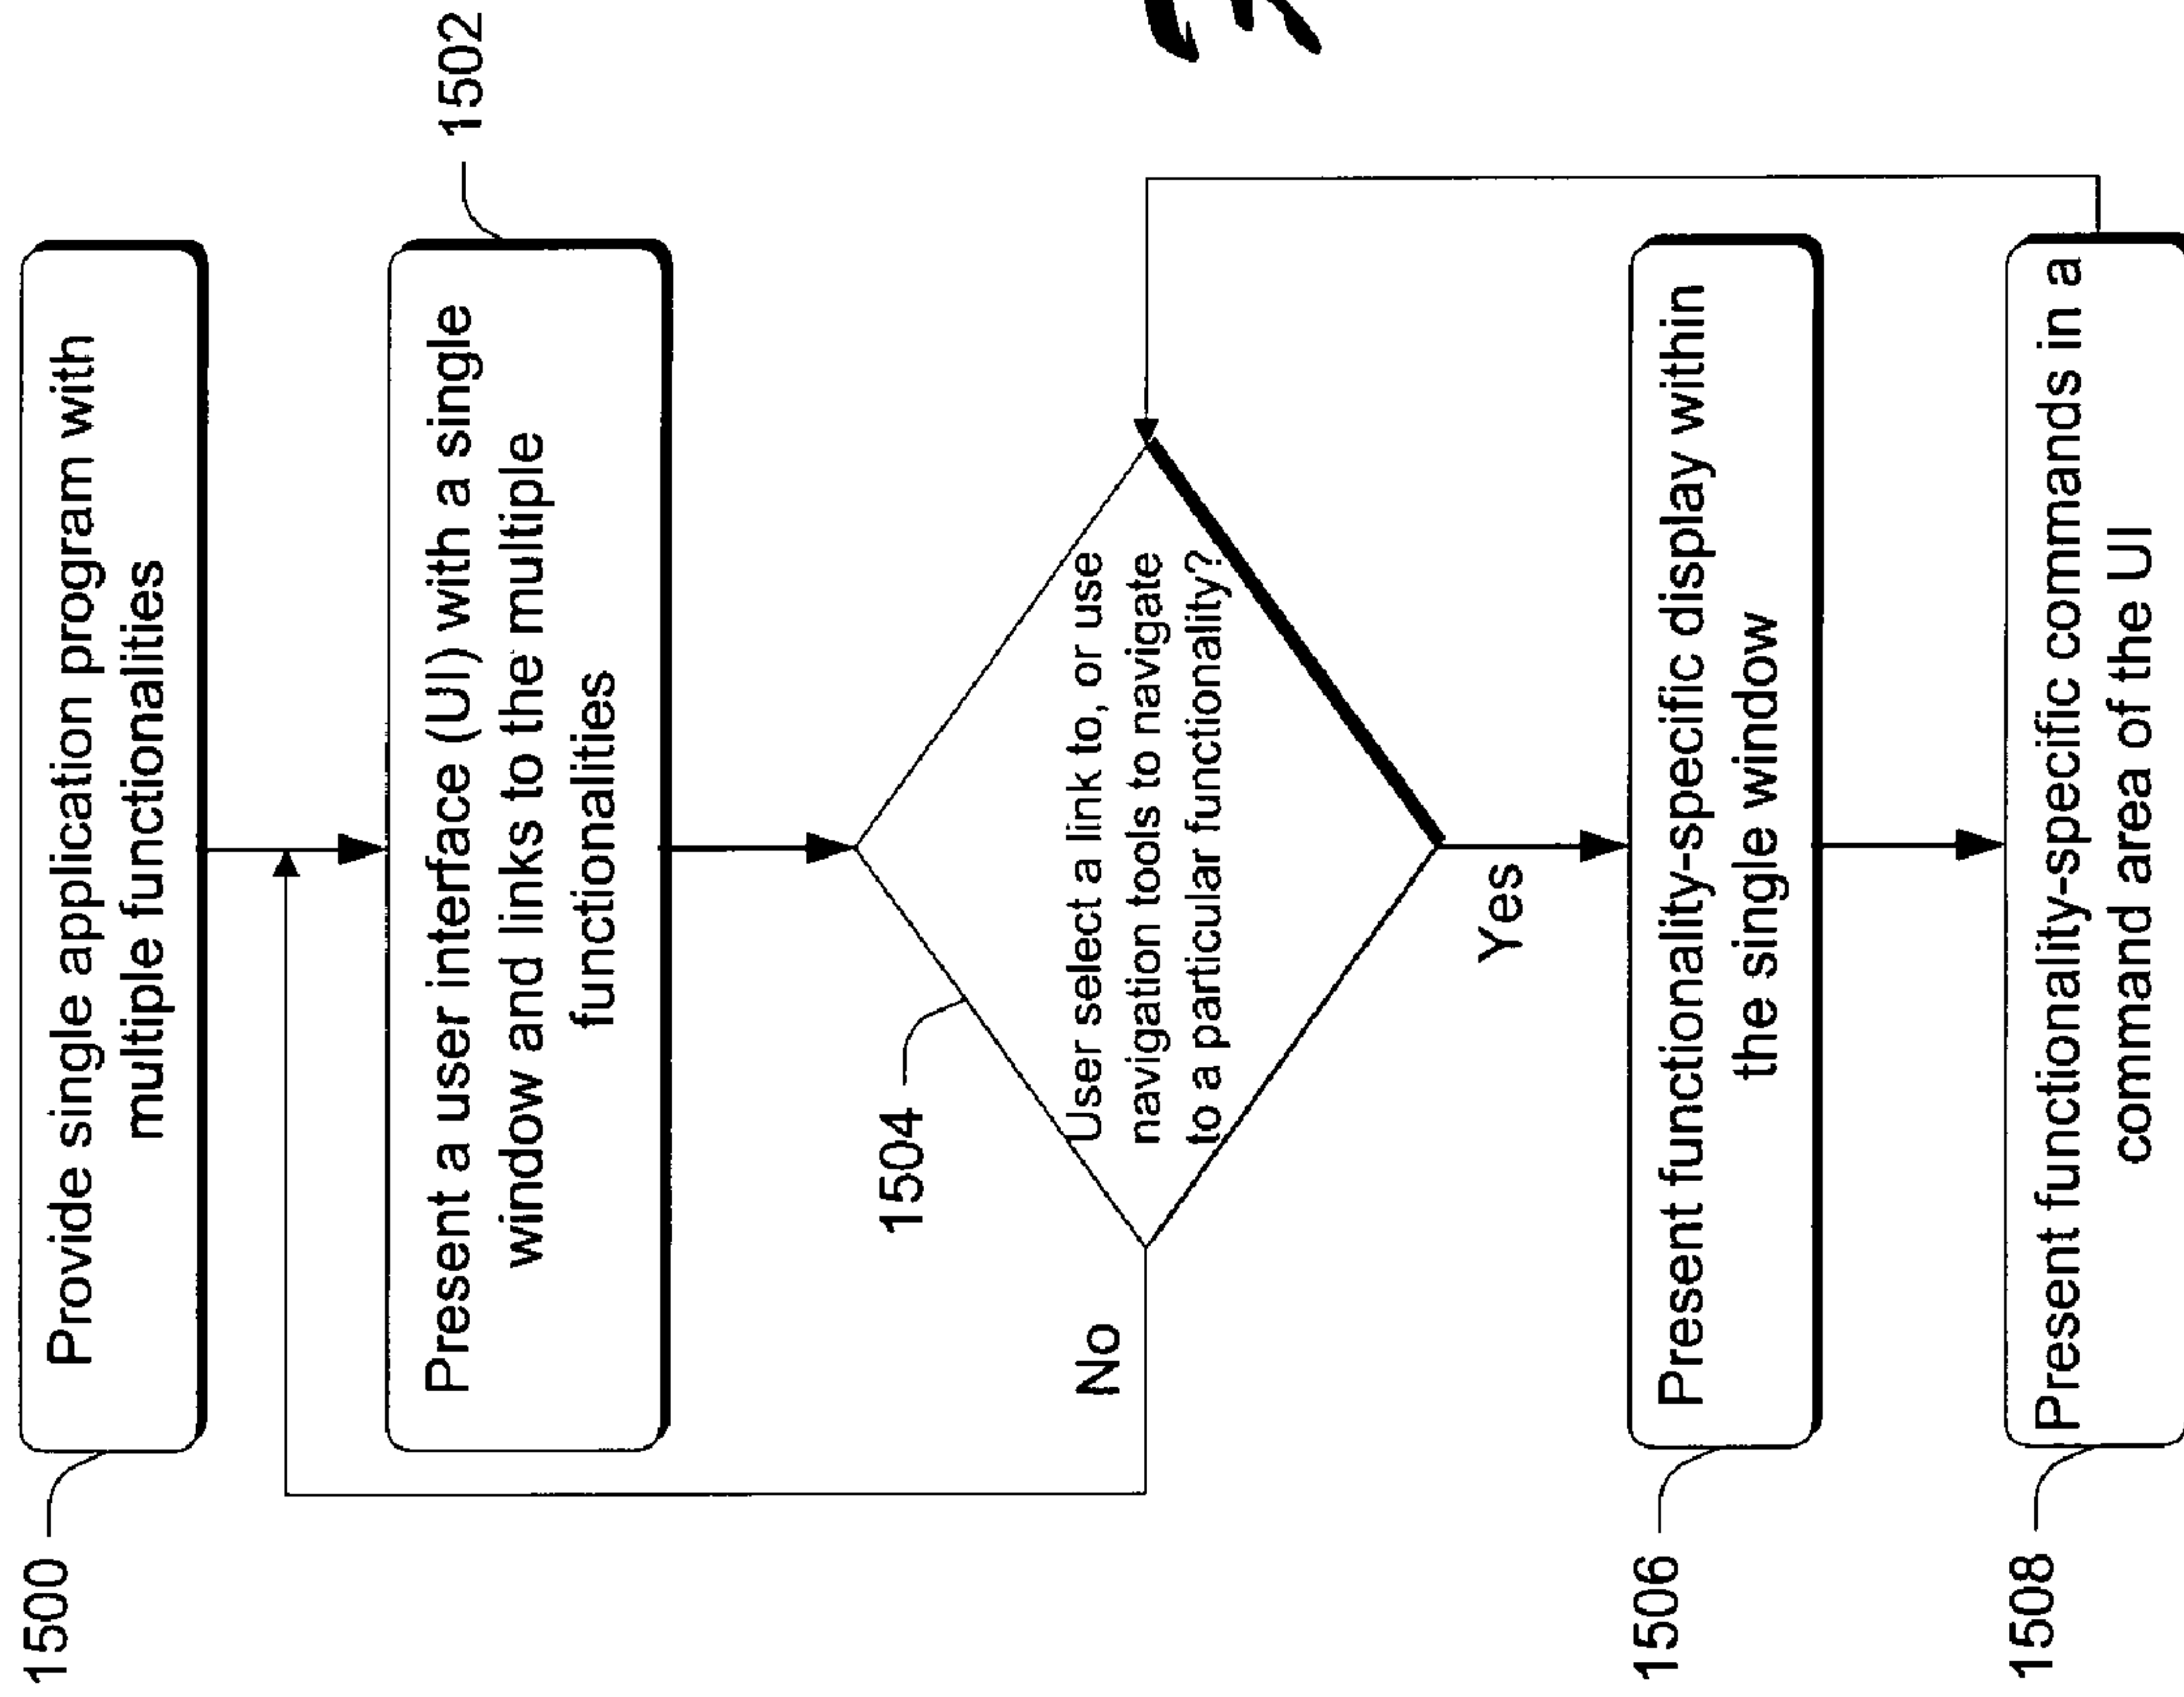 1500
Provide single application program with
multiple functionalities
1502
Present a user interface (UI) with a single
window and links to the multiple
functionalities
1504
User select a link to, or use
navigation tools to navigate
to a particular functionality?
No
Yes
1506
Present functionality-specific display within
the single window
1508
Present functionality-specific commands in a
command area of the UI